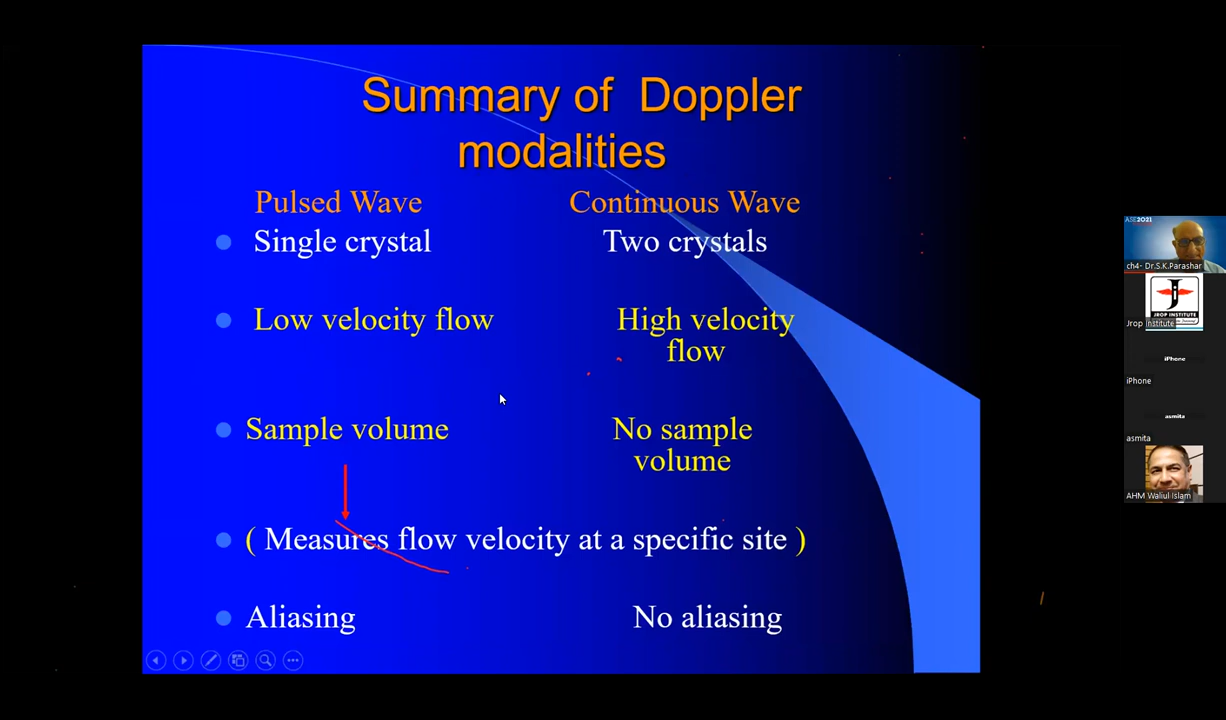 Summary of Doppler
modalities
Pulsed Wave Continuous Wave
Single crystal Two crystals
Low velocity flow High velocity
flow
Sample volume No sample
volume
( Measures flow velocity at a specific site )
Aliasing No aliasing
ASE2021
ch4- Dr.S.K.Parashar
J
JROP INSTITUTE
Jrop Institute
iPhone
iPhone
asmita
asmita
AHM Waliul Islam